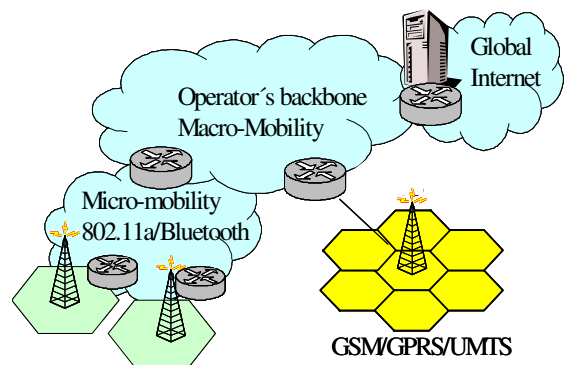 Global
Internet
Operator´s backbone
Macro-Mobility
Micro-mobility
802.11a/Bluetooth
GSM/GPRS/UMTS